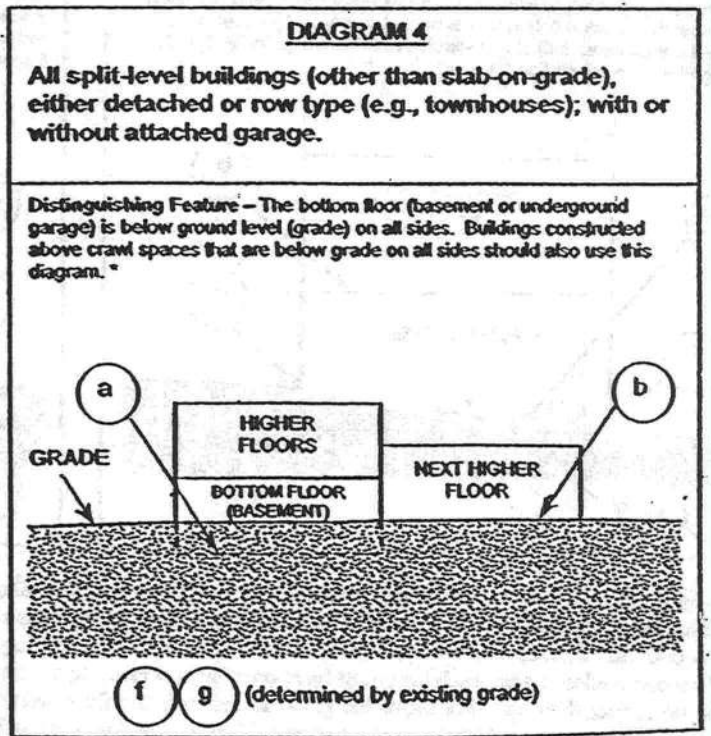 DIAGRAM 4
All split-level buildings (other than slab-on-grade),
either detached or row type (e.g., townhouses); with or
without attached garage.
Distinguishing Feature – The bottom floor (basement or underground
garage) is below ground level (grade) on all sides. Buildings constructed
above crawl spaces that are below grade on all sides should also use this
diagram. *
a
b
HIGHER
FLOORS
GRADE
NEXT HIGHER
FLOOR
BOTTOM FLOOR
(BASEMENT)
f g (determined by existing grade)